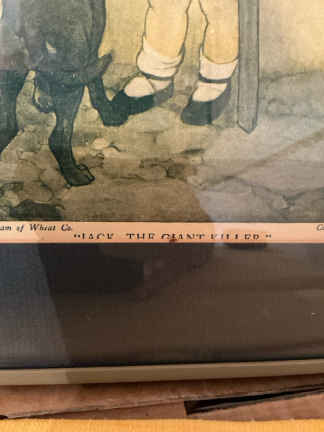 am of Wheat Co.
"JACK, THE GIANT KILLER."